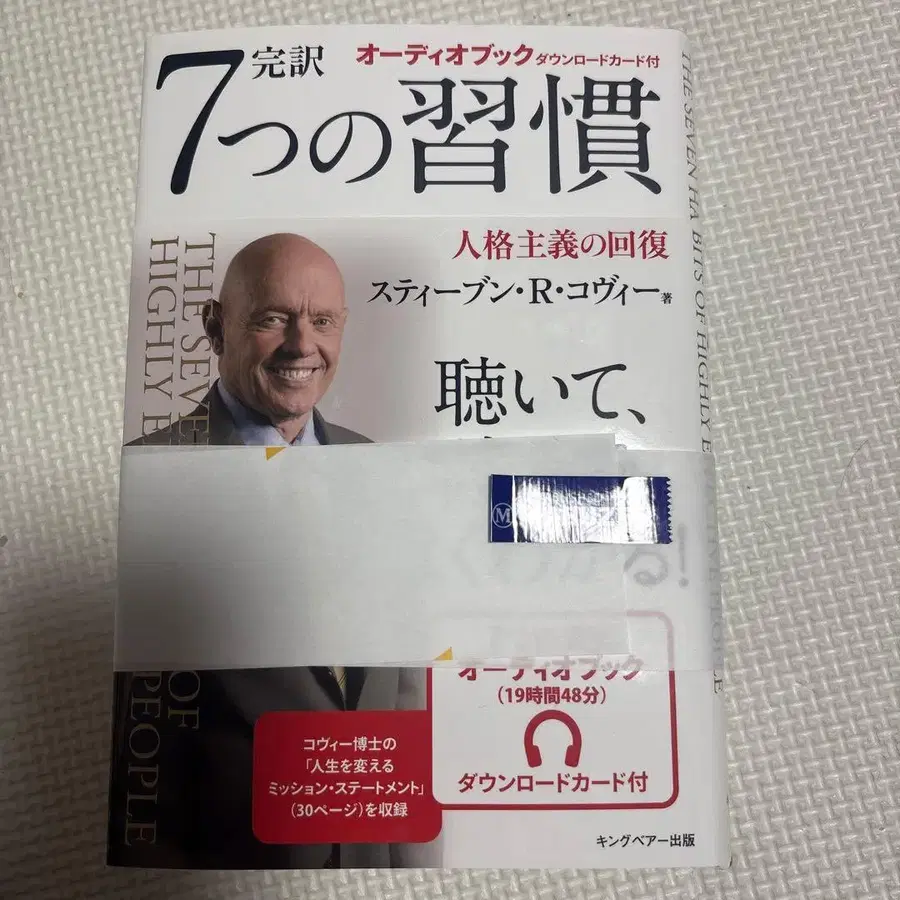 完訳
オーディオブック ダウンロードカード付
7つの習慣
人格主義の回復
スティーブン・R・コヴィー 著
聴いて、
る!
オーディオブック
(19時間48分)
ダウンロードカード付
コヴィー博士の
「人生を変える
ミッション・ステートメント」
(30ページ)を収録
キングベアー出版
THE SEVE
HIGHLY E
OF
PEOPLE
THE SEVEN HABITS OF HIGHLY E
M